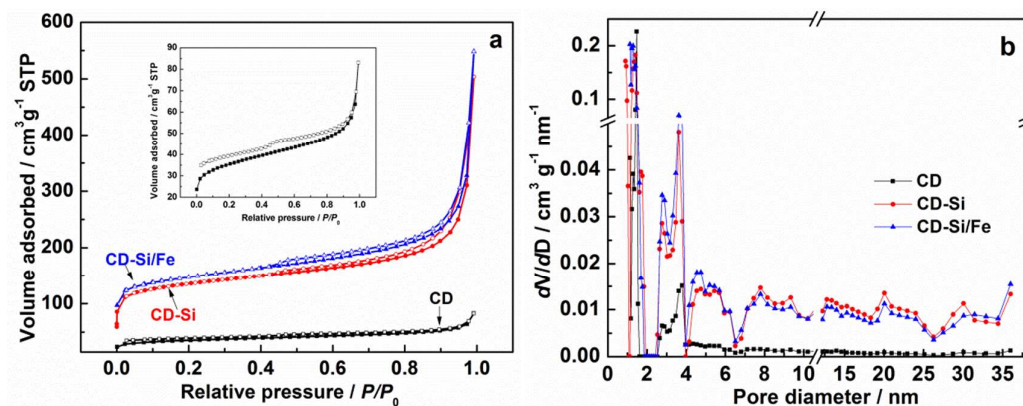 a
600
500
400
300
200
100
Volume adsorbed / cm³g⁻¹ STP
0.0 0.2 0.4 0.6 0.8 1.0
Relative pressure / P/P₀
CD-Si/Fe
CD-Si
CD
90
80
70
60
50
40
30
20
Volume adsorbed / cm³g⁻¹ STP
0.0 0.2 0.4 0.6 0.8 1.0
Relative pressure / P/P₀
b
0.2
0.1
0.04
0.03
0.02
0.01
0.00
dV/dD / cm³ g⁻¹ nm⁻¹
0 2 4 6 8 10 15 20 25 30 35
Pore diameter / nm
CD
CD-Si
CD-Si/Fe